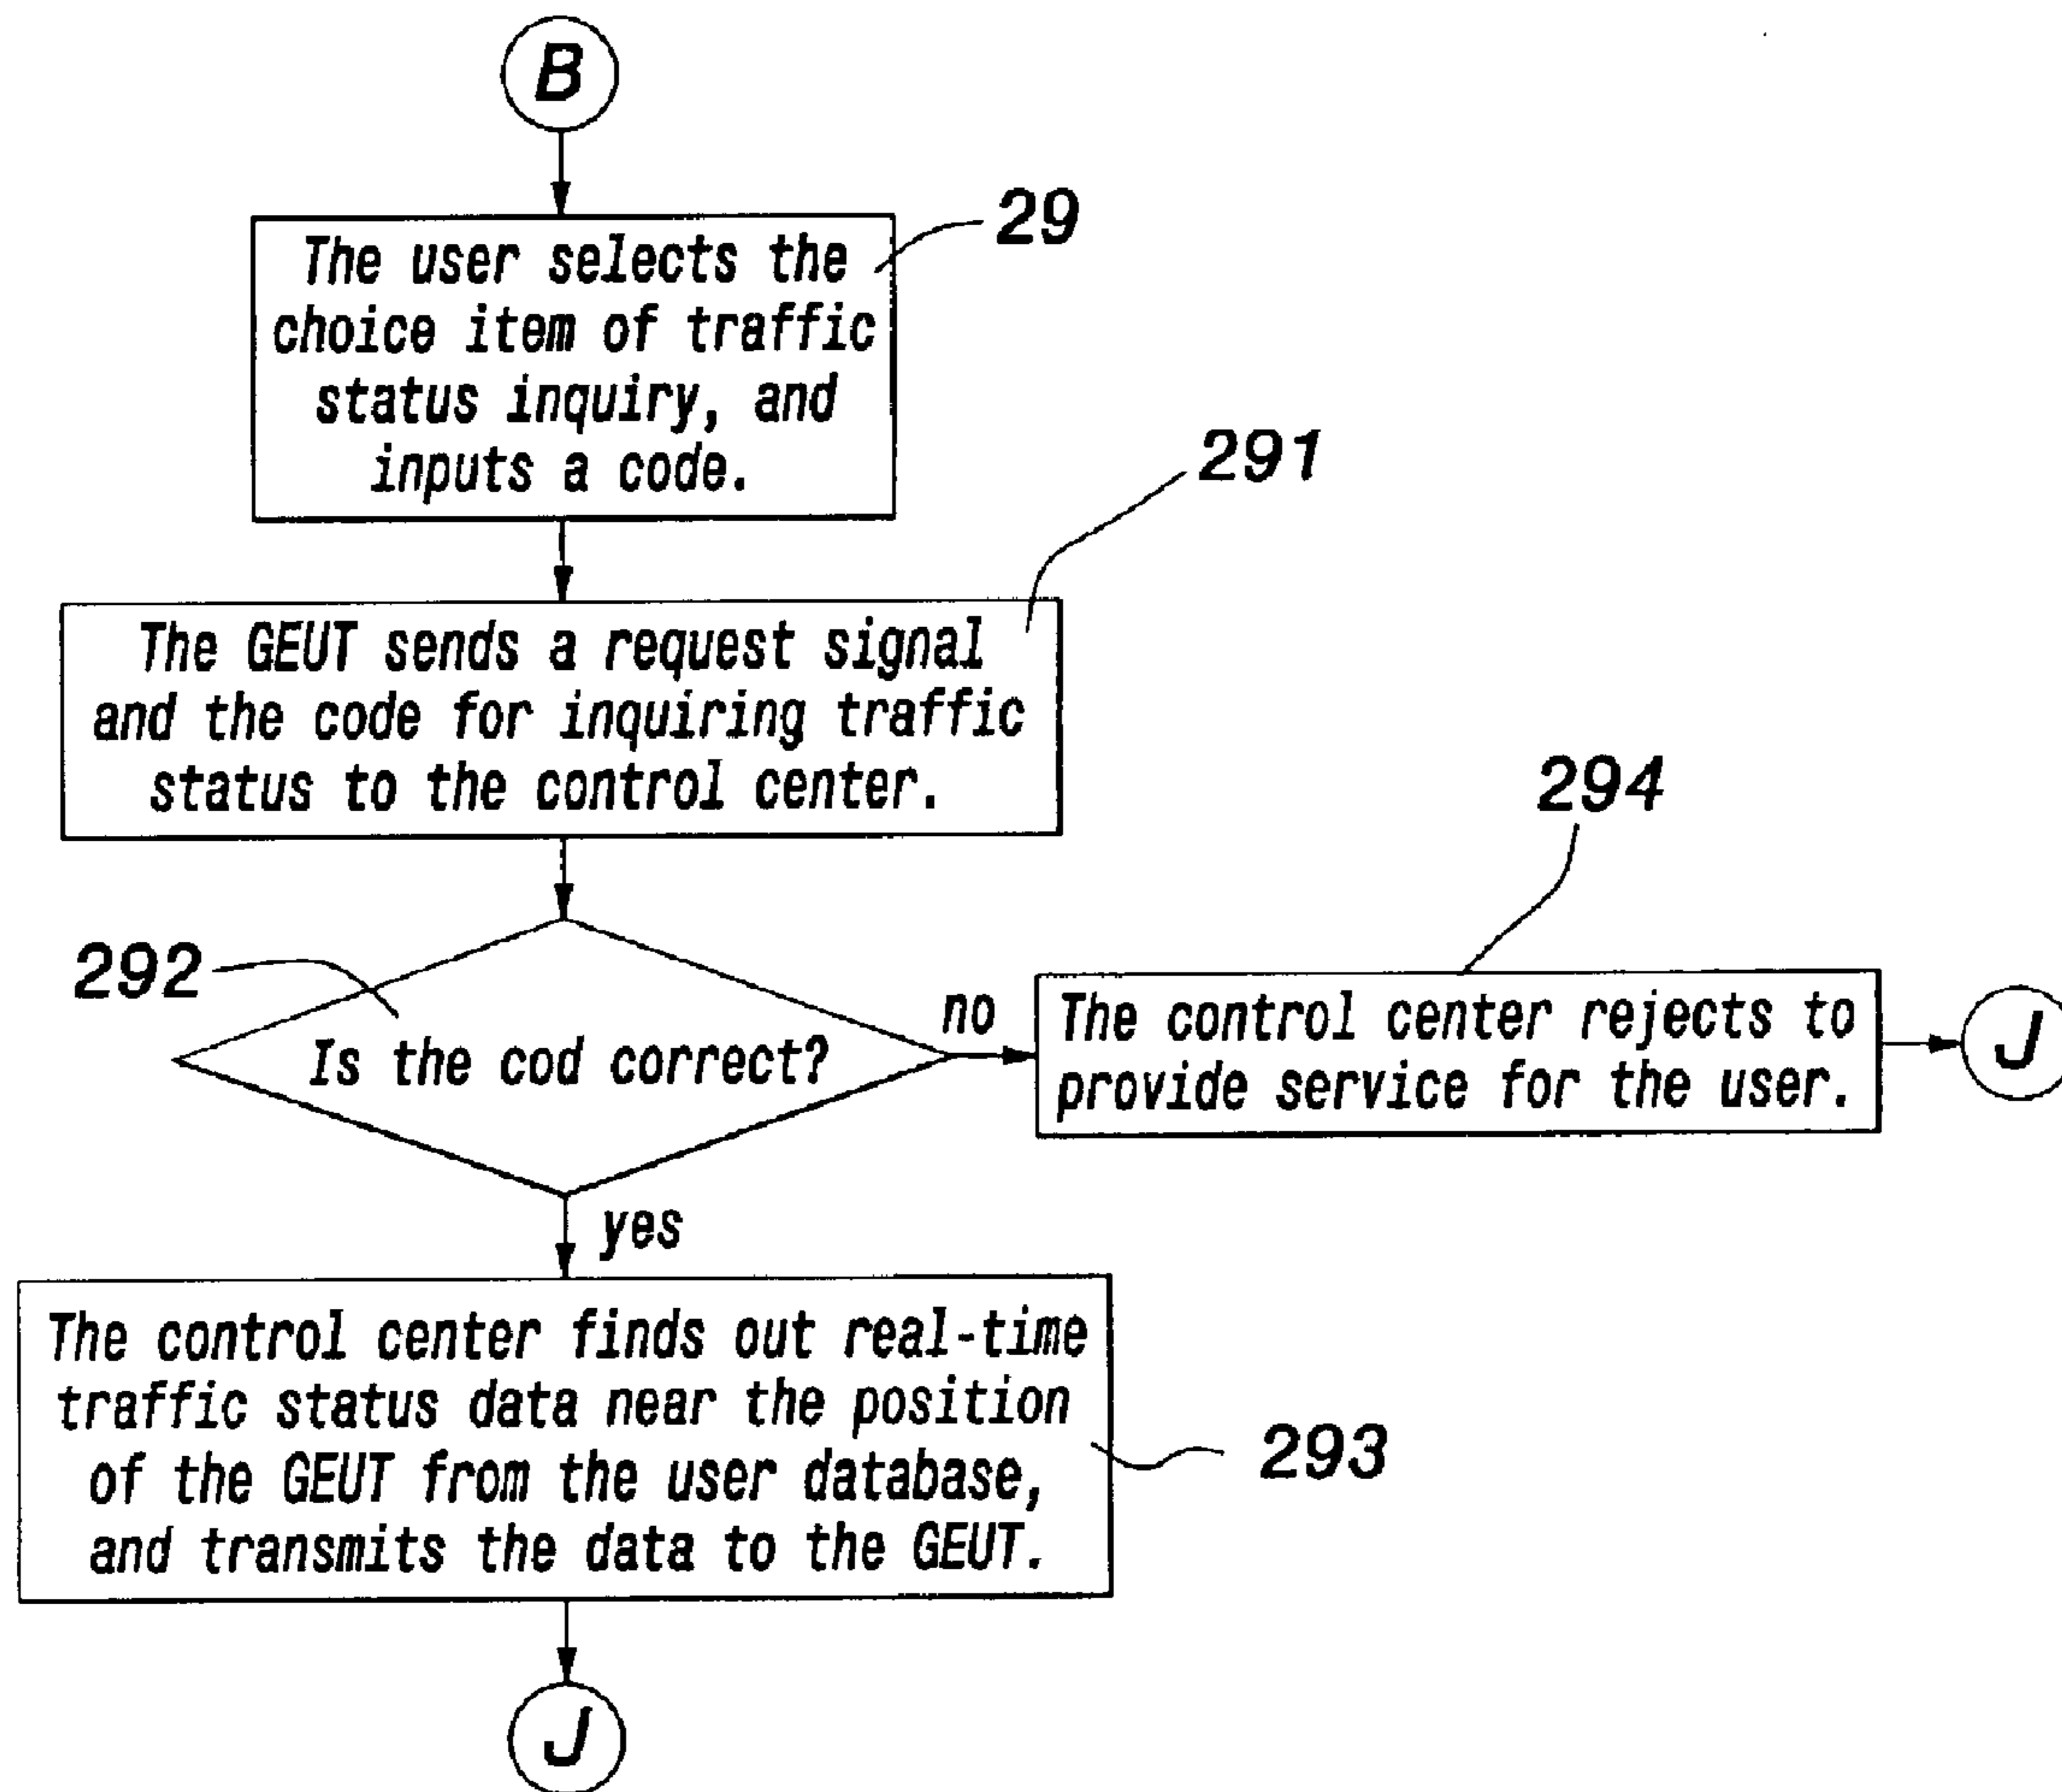 B
29
The user selects the
choice item of traffic
status inquiry, and
inputs a code.
291
The GEUT sends a request signal
and the code for inquiring traffic
status to the control center.
292
Is the cod correct?
no
294
The control center rejects to
provide service for the user.
J
yes
The control center finds out real-time
traffic status data near the position
of the GEUT from the user database,
and transmits the data to the GEUT.
293
J